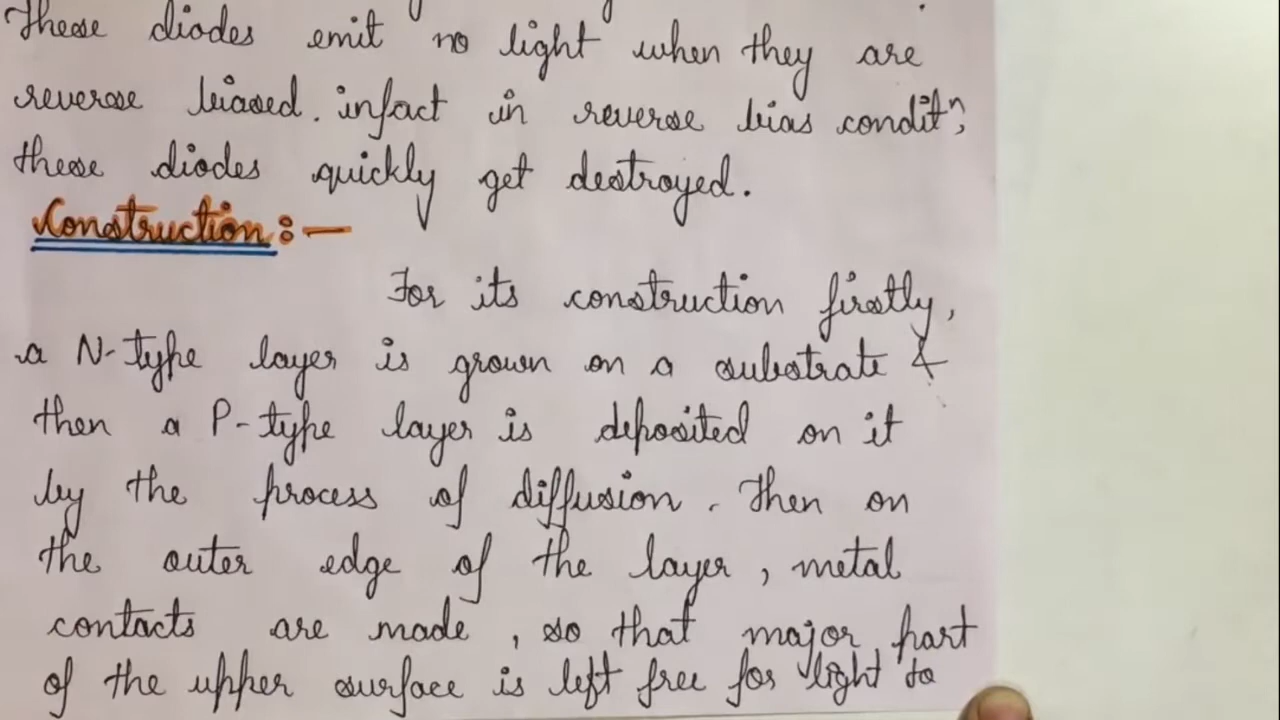 These diodes emit no light when they are
reverse biased. infact in reverse bias conditⁿ,
these diodes quickly get destroyed.
Construction:-
For its construction firstly,
a N-type layer is grown on a substrate &
then a P-type layer is deposited on it
by the process of diffusion. Then on
the outer edge of the layer, metal
contacts are made, so that major part
of the upper surface is left free for light to